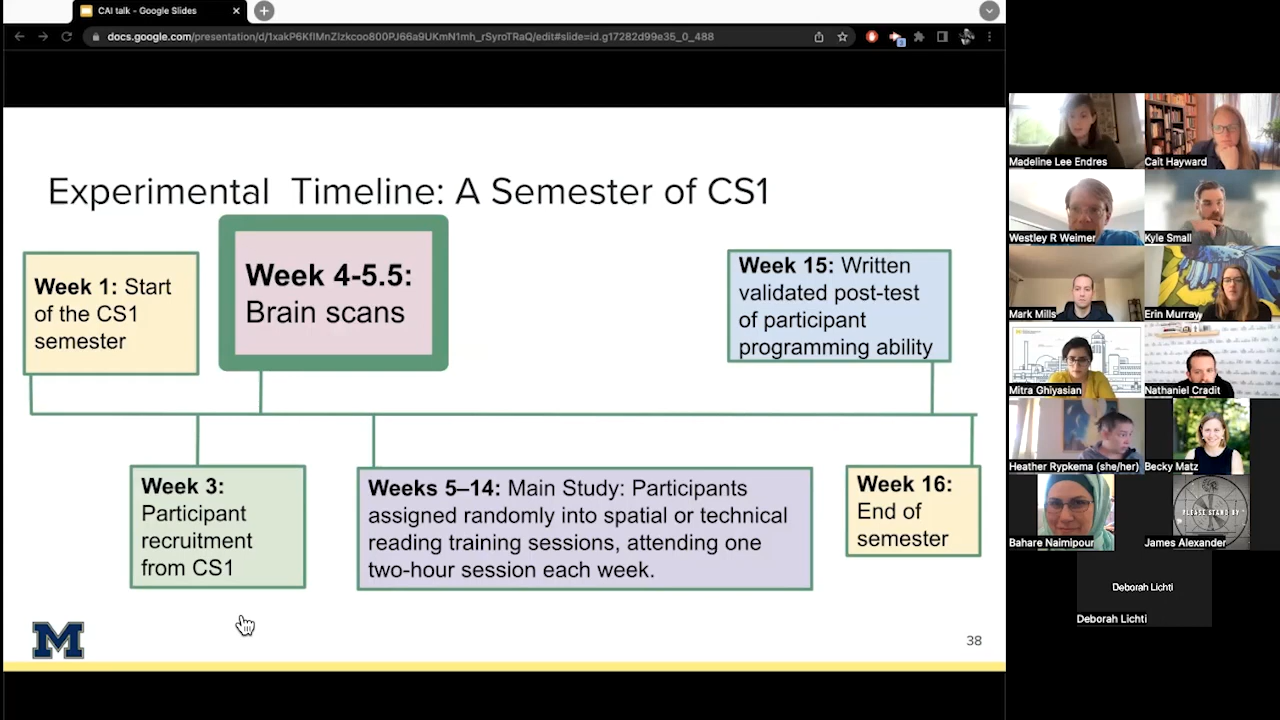 CAI talk - Google Slides
docs.google.com/presentation/d/1xakP6KfIMnZIzkcoo800PJ66a9UKmN1mh_rSyroTRaQ/edit#slide=id.g17282d99e35_0_488
Experimental Timeline: A Semester of CS1
Week 1: Start
of the CS1
semester
Week 4-5.5:
Brain scans
Week 15: Written
validated post-test
of participant
programming ability
Week 3:
Participant
recruitment
from CS1
Weeks 5–14: Main Study: Participants
assigned randomly into spatial or technical
reading training sessions, attending one
two-hour session each week.
Week 16:
End of
semester
M
38
Madeline Lee Endres
Cait Hayward
Westley R Weimer
Kyle Small
Mark Mills
Erin Murray
Mitra Ghiyasian
Nathaniel Cradit
Heather Rypkema (she/her)
Becky Matz
Bahare Naimipour
PLEASE STAND BY
James Alexander
Deborah Lichti
Deborah Lichti